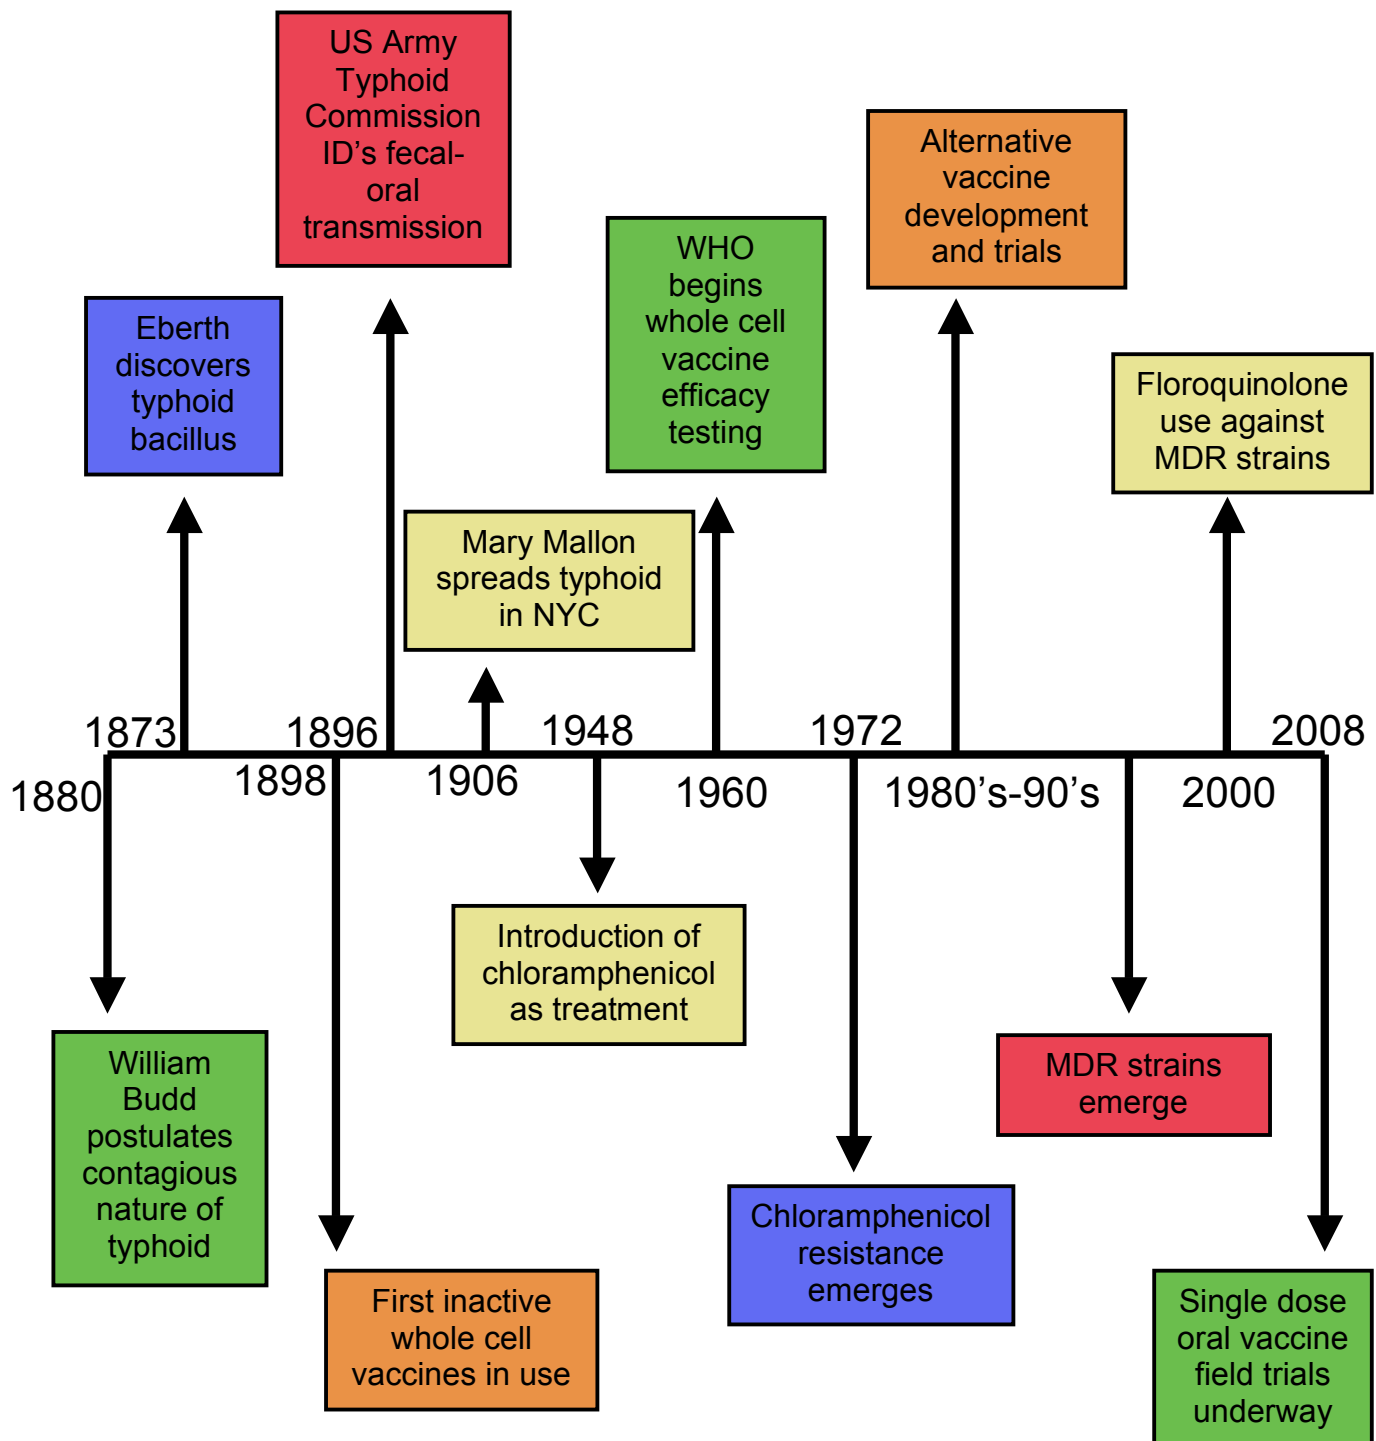 US Army
Typhoid
Commission
ID's fecal-
oral
transmission
Alternative
vaccine
development
and trials
WHO
begins
whole cell
vaccine
efficacy
testing
Eberth
discovers
typhoid
bacillus
Floroquinolone
use against
MDR strains
Mary Mallon
spreads typhoid
in NYC
1873
1896
1948
1972
2008
1880
1898
1906
1960
1980's-90's
2000
Introduction of
chloramphenicol
as treatment
William
Budd
postulates
contagious
nature of
typhoid
MDR strains
emerge
Chloramphenicol
resistance
emerges
First inactive
whole cell
vaccines in use
Single dose
oral vaccine
field trials
underway